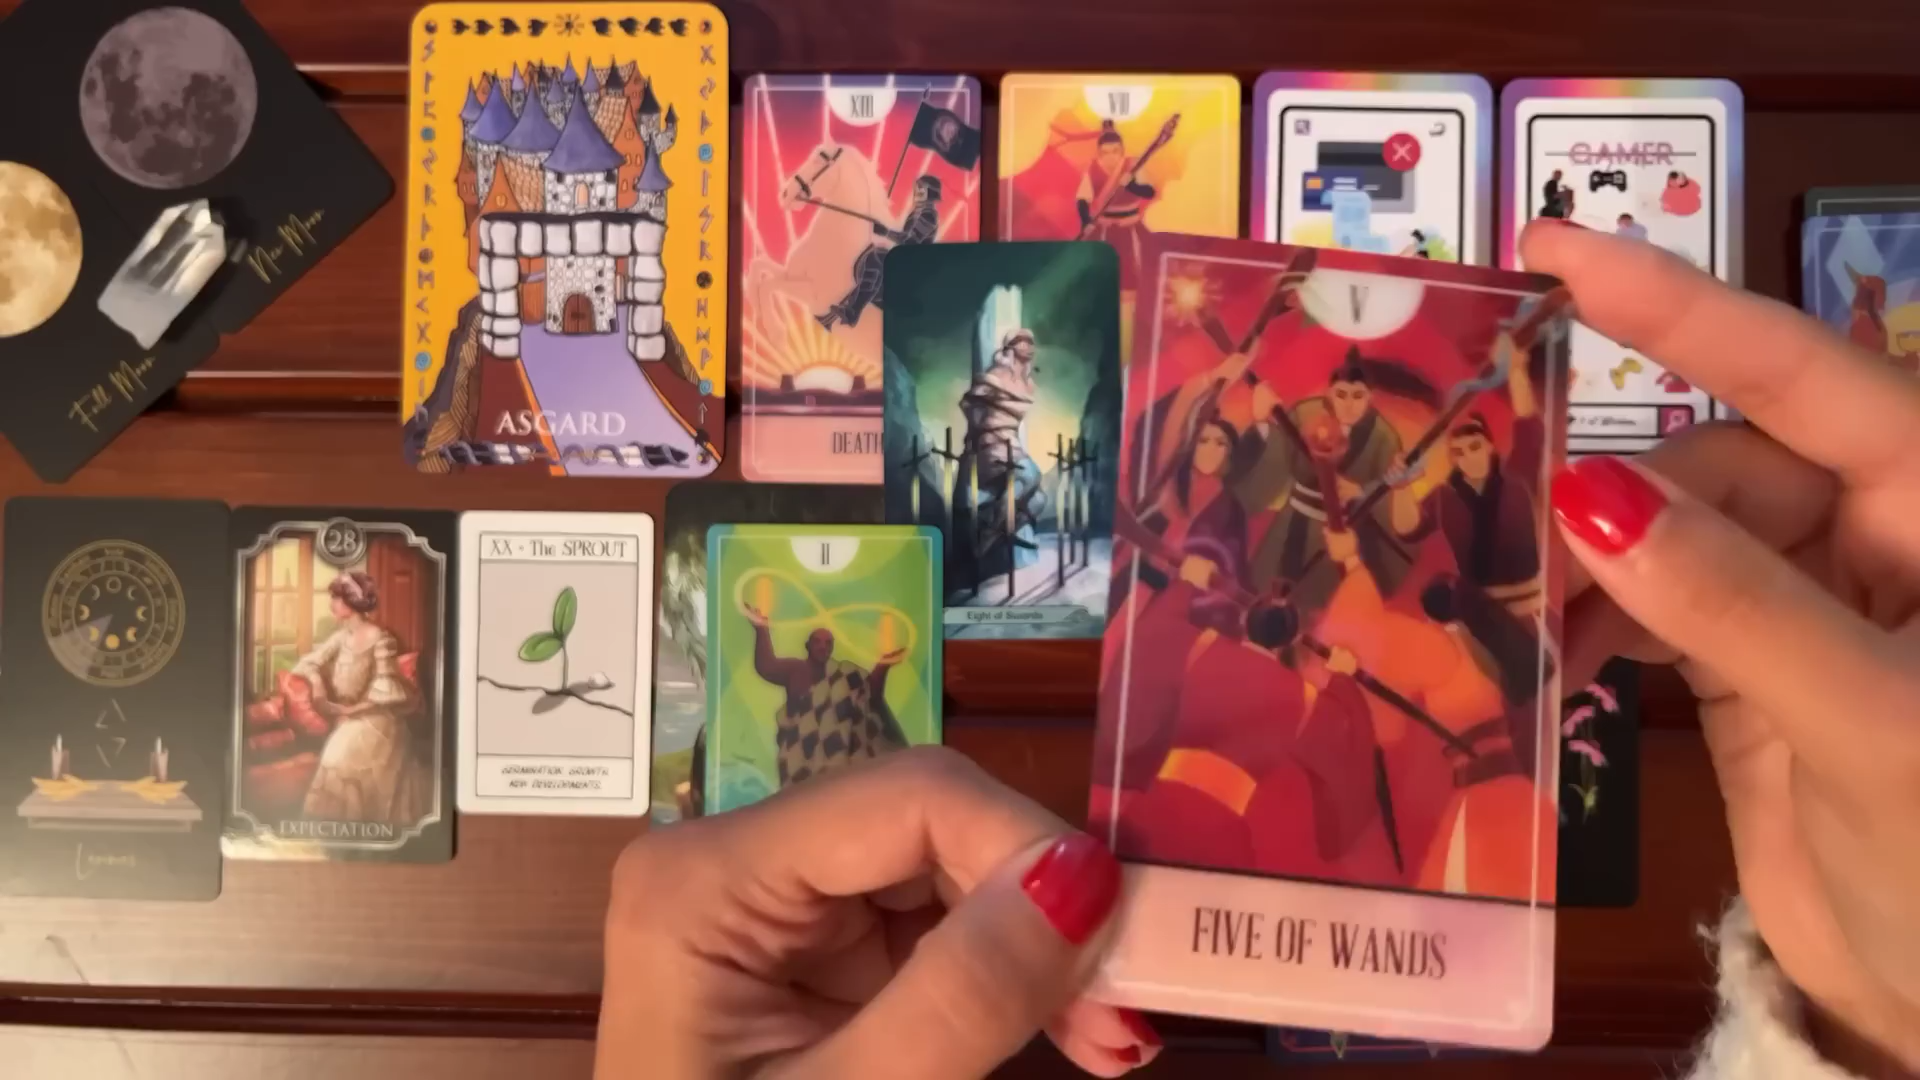 New Moon
Full Moon
ASGARD
XIII
DEATH
VII
GAMER
V
FIVE OF WANDS
Eight of Swords
II
XX - The SPROUT
GERMINATION. GROWTH.
NEW DEVELOPMENTS.
28
EXPECTATION
Lammas